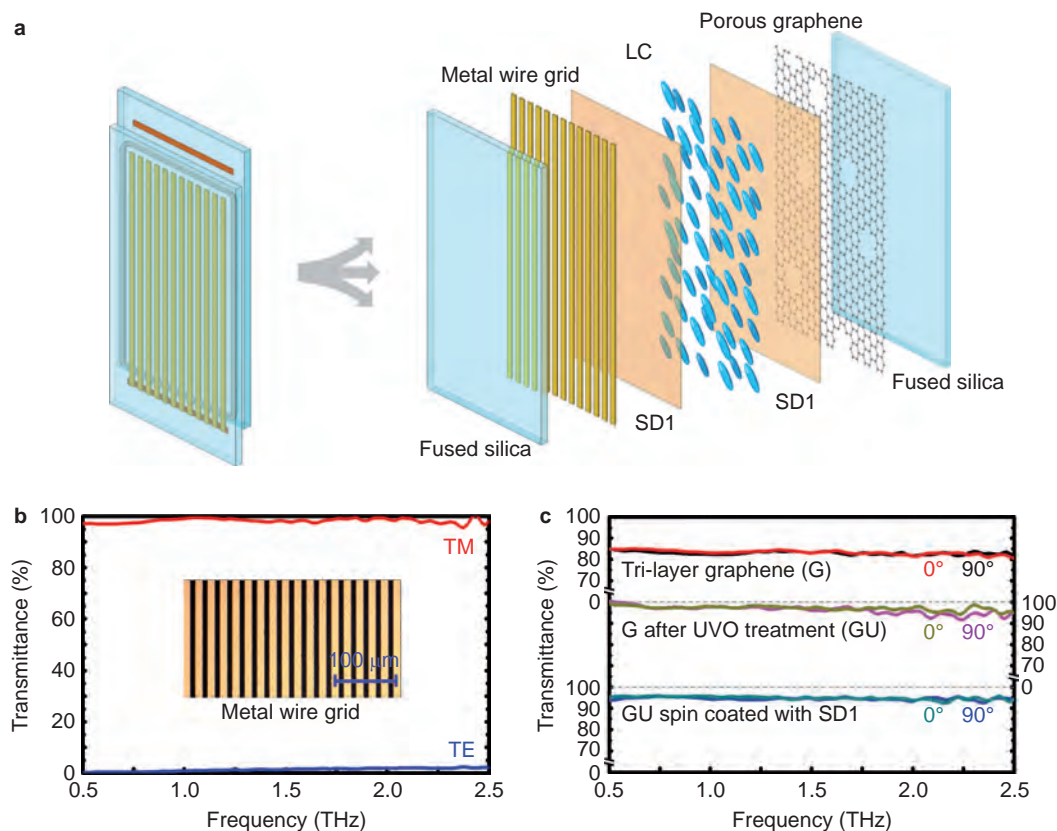 a
Porous graphene
LC
Metal wire grid
Fused silica
SD1
SD1
Fused silica
b
100
80
60
40
20
0
Transmittance (%)
TM
100 μm
Metal wire grid
TE
0.5
1.0
1.5
2.0
2.5
Frequency (THz)
c
100
90
80
70
Transmittance (%)
Tri-layer graphene (G) 0° 90°
0
100
90
80
70
0
G after UVO treatment (GU) 0° 90°
100
90
80
70
0
GU spin coated with SD1 0° 90°
0.5
1.0
1.5
2.0
2.5
Frequency (THz)